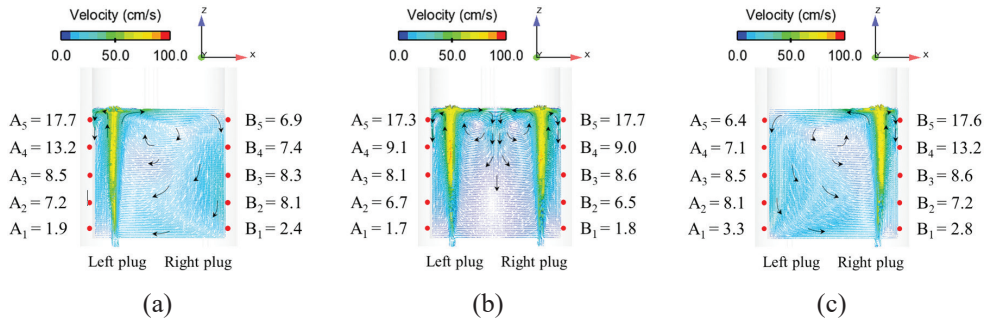 Velocity (cm/s)
0.0 50.0 100.0
z
Y
x
A₅ = 17.7
A₄ = 13.2
A₃ = 8.5
A₂ = 7.2
A₁ = 1.9
B₅ = 6.9
B₄ = 7.4
B₃ = 8.3
B₂ = 8.1
B₁ = 2.4
Left plug Right plug
(a)
Velocity (cm/s)
0.0 50.0 100.0
z
Y
x
A₅ = 17.3
A₄ = 9.1
A₃ = 8.1
A₂ = 6.7
A₁ = 1.7
B₅ = 17.7
B₄ = 9.0
B₃ = 8.6
B₂ = 6.5
B₁ = 1.8
Left plug Right plug
(b)
Velocity (cm/s)
0.0 50.0 100.0
z
Y
x
A₅ = 6.4
A₄ = 7.1
A₃ = 8.5
A₂ = 8.1
A₁ = 3.3
B₅ = 17.6
B₄ = 13.2
B₃ = 8.6
B₂ = 7.2
B₁ = 2.8
Left plug Right plug
(c)